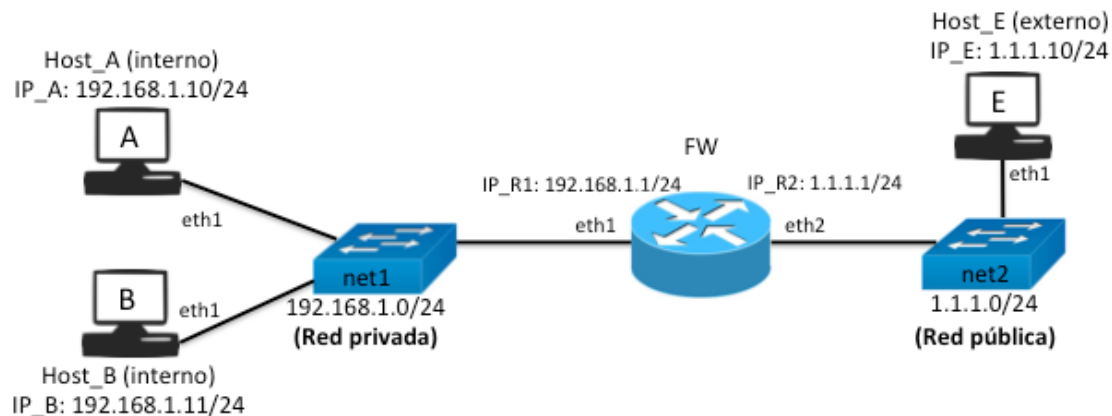 Host_A (interno)
IP_A: 192.168.1.10/24
A
eth1
B
eth1
Host_B (interno)
IP_B: 192.168.1.11/24
net1
192.168.1.0/24
(Red privada)
FW
IP_R1: 192.168.1.1/24
IP_R2: 1.1.1.1/24
eth1
eth2
Host_E (externo)
IP_E: 1.1.1.10/24
E
eth1
net2
1.1.1.0/24
(Red pública)